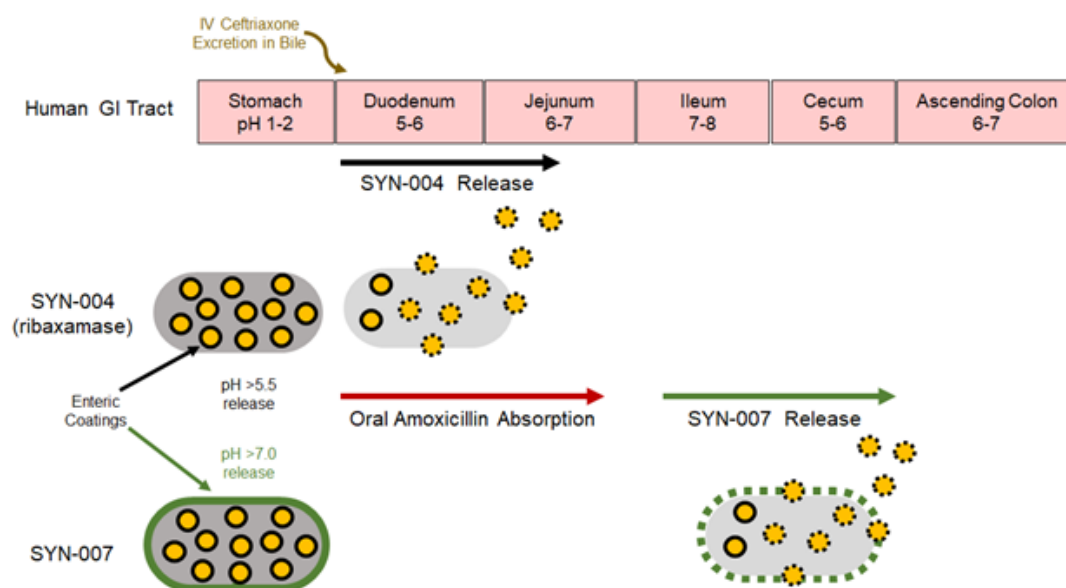 IV Ceftriaxone
Excretion in Bile
Human GI Tract
Stomach
pH 1-2
Duodenum
5-6
Jejunum
6-7
Ileum
7-8
Cecum
5-6
Ascending Colon
6-7
SYN-004 Release
SYN-004
(ribaxamase)
Enteric
Coatings
pH >5.5
release
Oral Amoxicillin Absorption
SYN-007 Release
pH >7.0
release
SYN-007